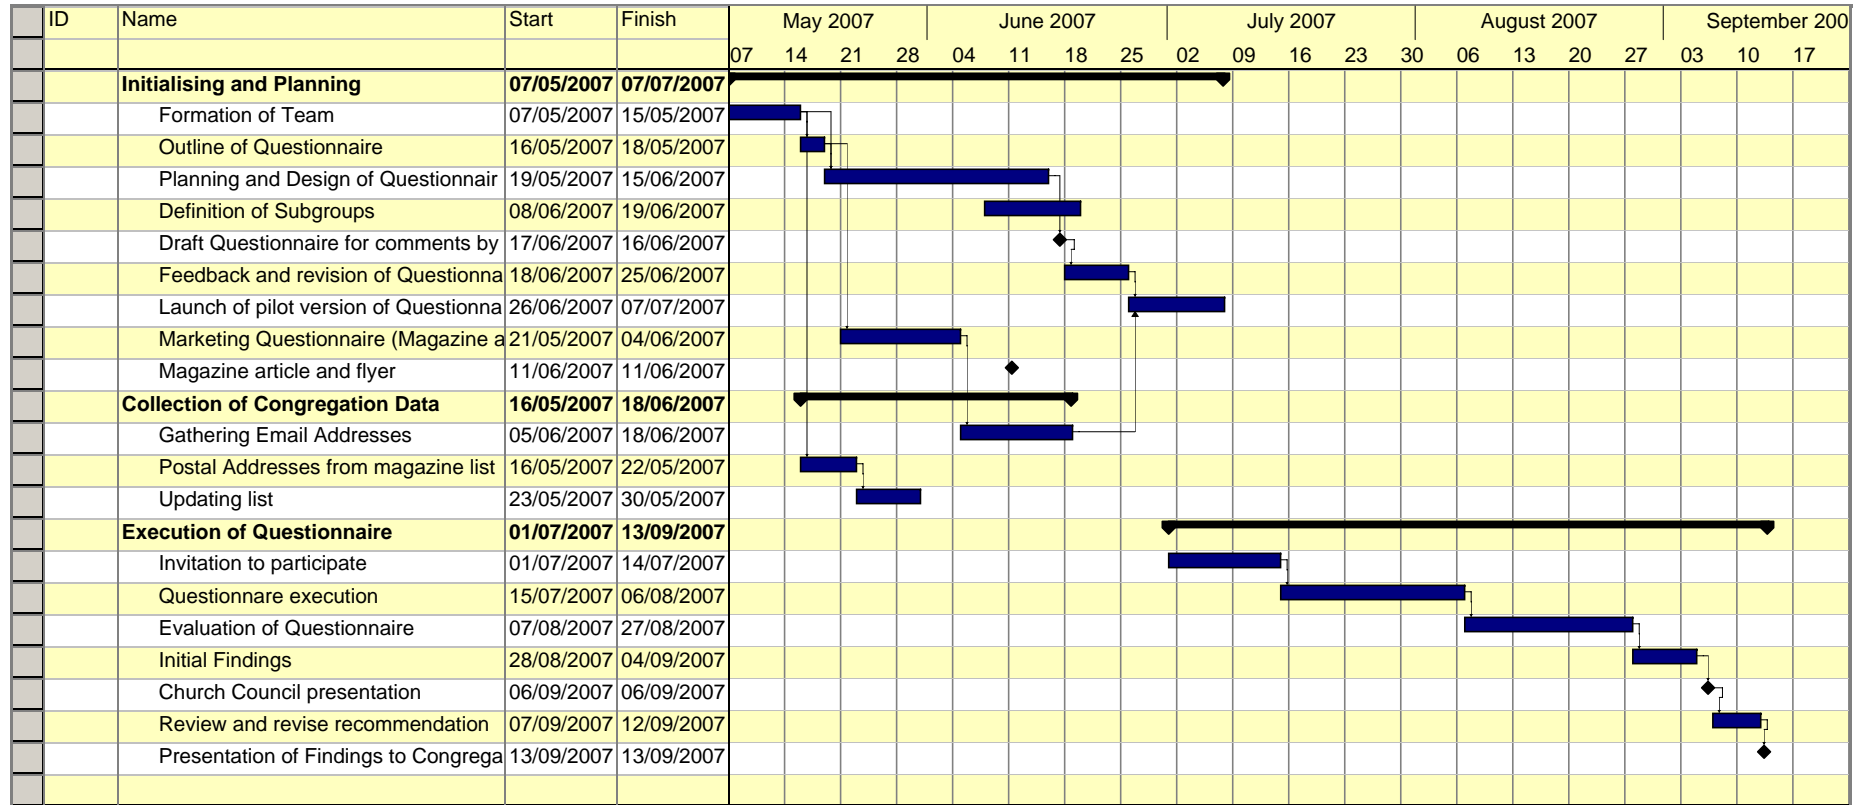 ID Name Start Finish May 2007 June 2007 July 2007 August 2007 September 200
07 14 21 28 04 11 18 25 02 09 16 23 30 06 13 20 27 03 10 17
Initialising and Planning 07/05/2007 07/07/2007
Formation of Team 07/05/2007 15/05/2007
Outline of Questionnaire 16/05/2007 18/05/2007
Planning and Design of Questionnair 19/05/2007 15/06/2007
Definition of Subgroups 08/06/2007 19/06/2007
Draft Questionnaire for comments by 17/06/2007 16/06/2007
Feedback and revision of Questionna 18/06/2007 25/06/2007
Launch of pilot version of Questionna 26/06/2007 07/07/2007
Marketing Questionnaire (Magazine a 21/05/2007 04/06/2007
Magazine article and flyer 11/06/2007 11/06/2007
Collection of Congregation Data 16/05/2007 18/06/2007
Gathering Email Addresses 05/06/2007 18/06/2007
Postal Addresses from magazine list 16/05/2007 22/05/2007
Updating list 23/05/2007 30/05/2007
Execution of Questionnaire 01/07/2007 13/09/2007
Invitation to participate 01/07/2007 14/07/2007
Questionnare execution 15/07/2007 06/08/2007
Evaluation of Questionnaire 07/08/2007 27/08/2007
Initial Findings 28/08/2007 04/09/2007
Church Council presentation 06/09/2007 06/09/2007
Review and revise recommendation 07/09/2007 12/09/2007
Presentation of Findings to Congrega 13/09/2007 13/09/2007